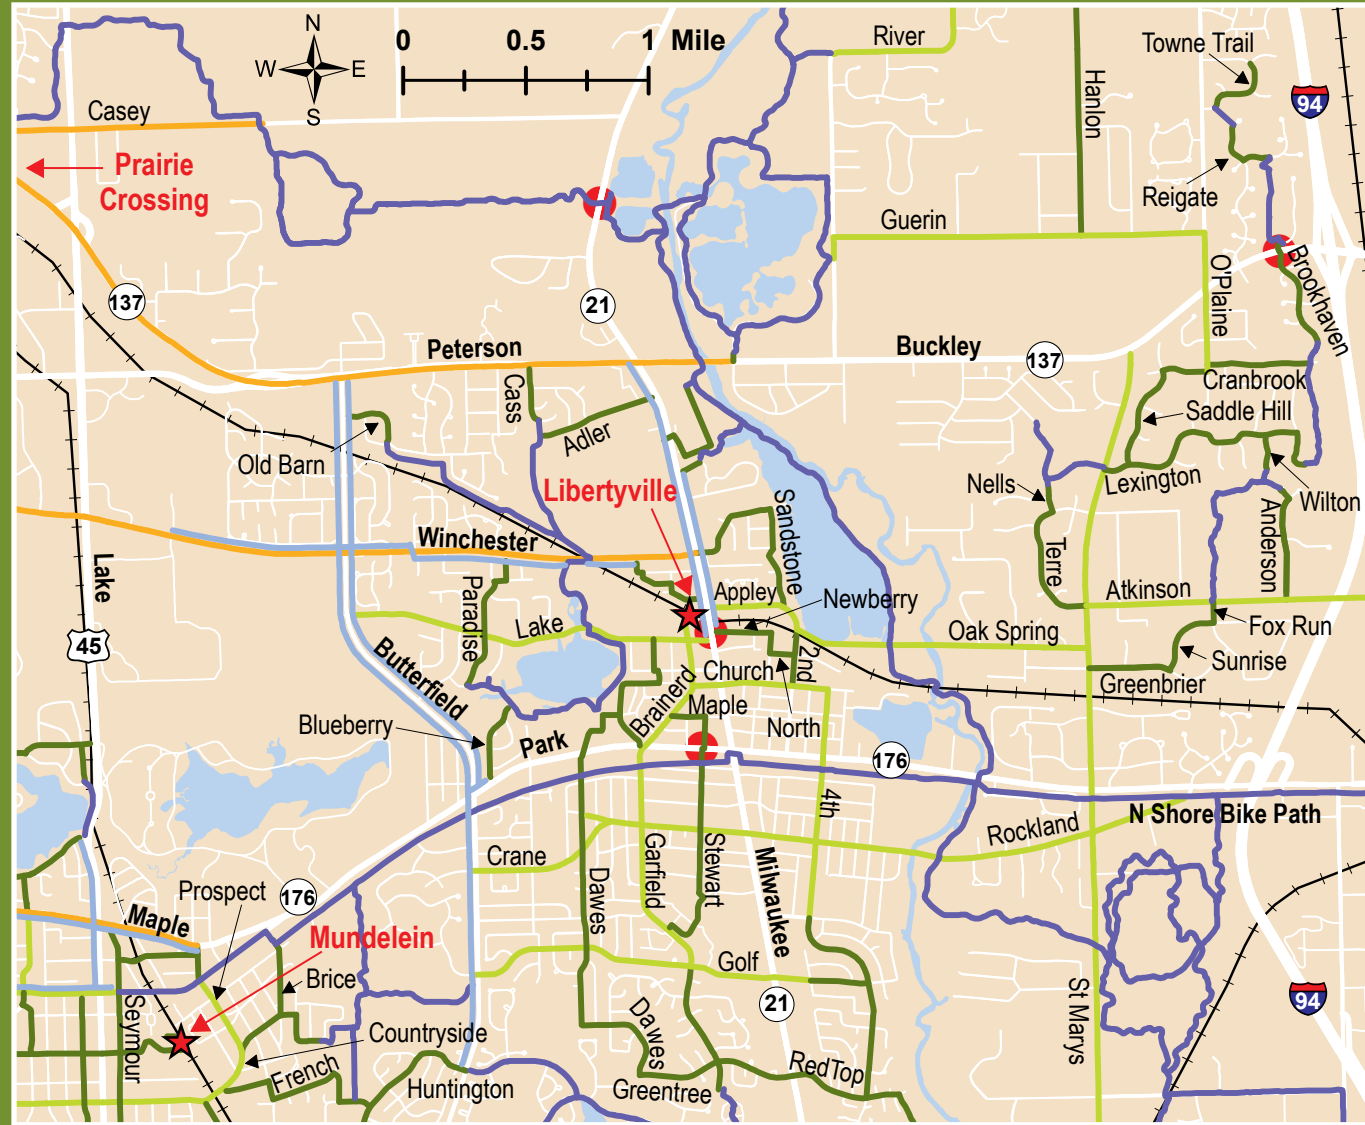 N
W
E
S
0
0.5
1 Mile
River
Towne Trail
94
Casey
Hanlon
Prairie
Crossing
Reigate
Guerin
O'Plaine
Brookhaven
137
21
Peterson
Buckley
137
Cass
Cranbrook
Saddle Hill
Adler
Old Barn
Lexington
Nells
Wilton
Libertyville
Sandstone
Winchester
Anderson
Terre
Lake
Paradise
Appley
Newberry
Atkinson
Lake
Oak Spring
Fox Run
45
Sunrise
Butterfield
Church
2nd
Greenbrier
Brainerd
Maple
North
Blueberry
Park
176
4th
N Shore Bike Path
Rockland
Crane
Garfield
Stewart
Milwaukee
Dawes
Prospect
176
Maple
Mundelein
Golf
Brice
21
St Marys
94
Seymour
Countryside
Dawes
French
RedTop
Huntington
Greentree